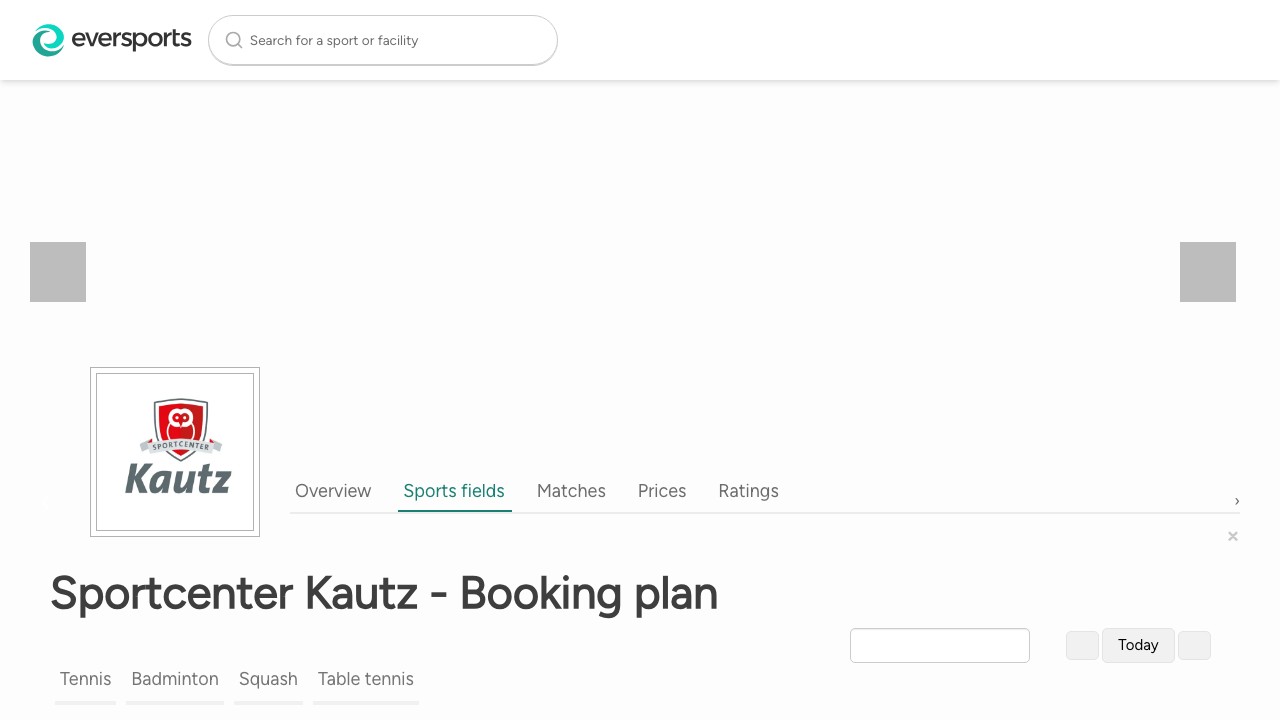 eversports
Search for a sport or facility
SPORTCENTER
Kautz
Overview
Sports fields
Matches
Prices
Ratings
›
×
Sportcenter Kautz - Booking plan
Today
Tennis
Badminton
Squash
Table tennis